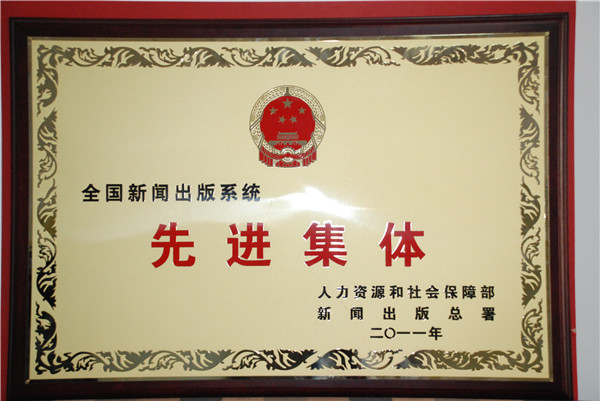 全国新闻出版系统
先进集体
人力资源和社会保障部
新闻出版总署
二〇一一年